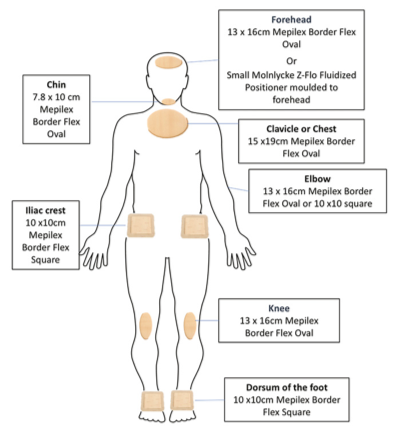 Forehead
13 x 16cm Mepilex Border Flex
Oval
Or
Small Molnlycke Z-Flo Fluidized
Positioner moulded to
forehead
Chin
7.8 x 10 cm
Mepilex
Border Flex
Oval
Clavicle or Chest
15 x19cm Mepilex Border
Flex Oval
Elbow
13 x 16cm Mepilex Border
Flex Oval or 10 x10 square
Iliac crest
10 x10cm
Mepilex
Border Flex
Square
Knee
13 x 16cm Mepilex
Border Flex Oval
Dorsum of the foot
10 x10cm Mepilex Border
Flex Square